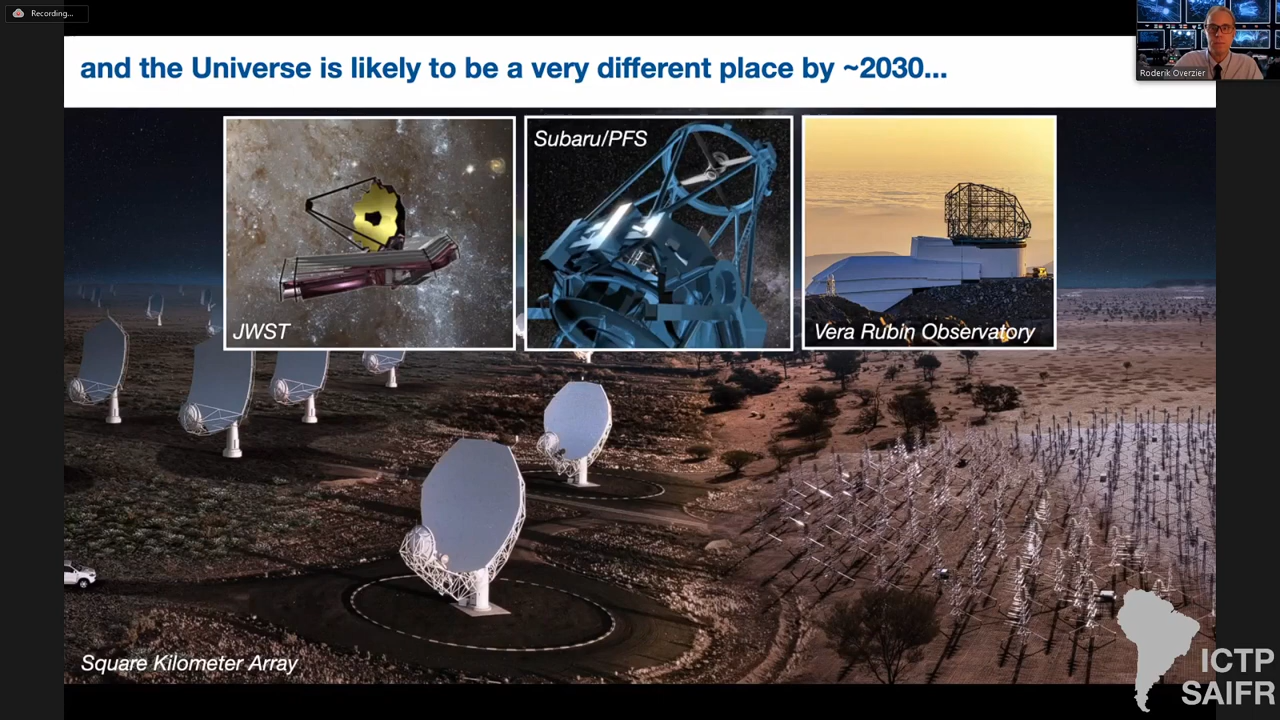 Recording...
and the Universe is likely to be a very different place by ~2030...
Roderik Overzier
Subaru/PFS
JWST
Vera Rubin Observatory
Square Kilometer Array
ICTP
SAIFR